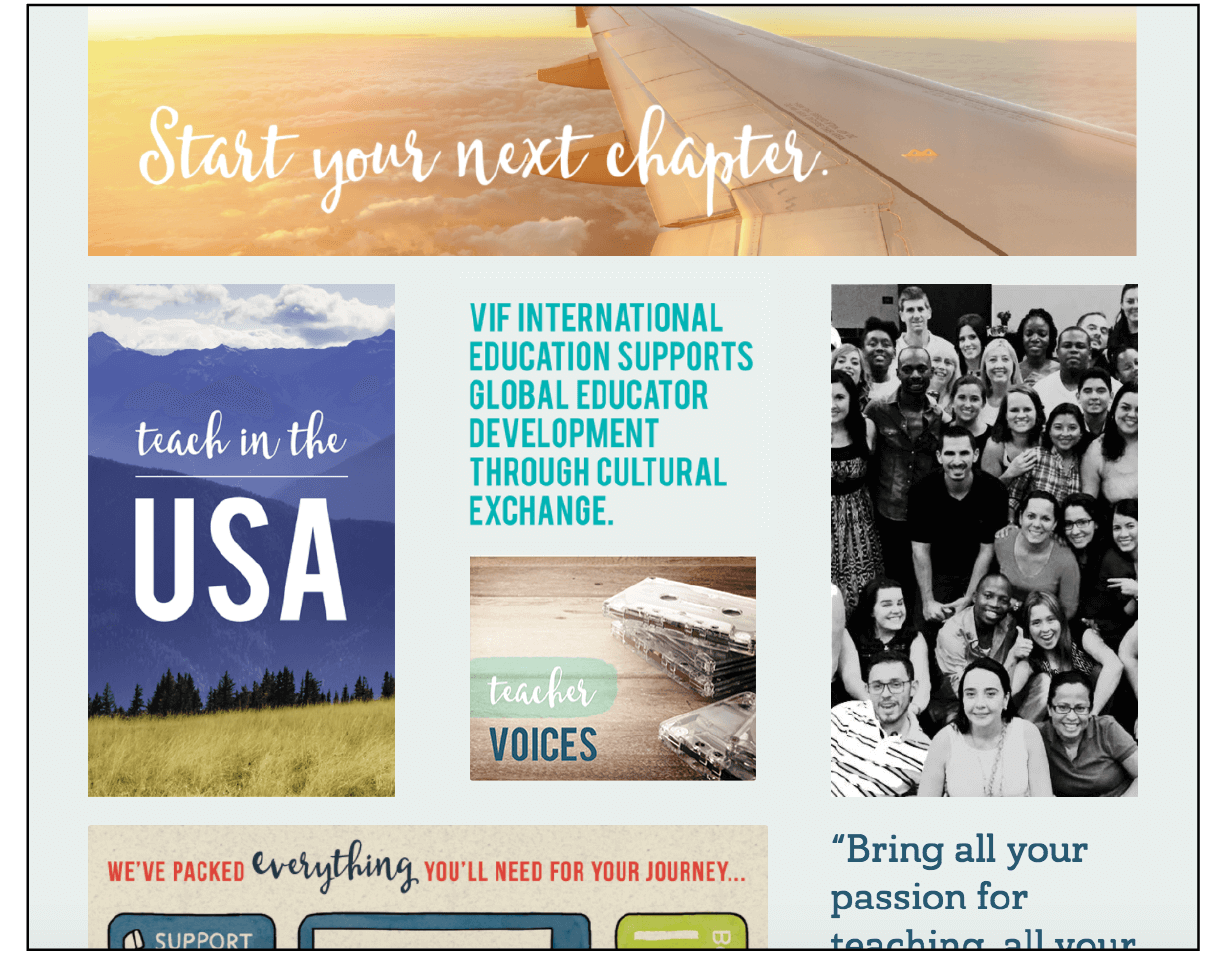 Start your next chapter.
teach in the
USA
VIF INTERNATIONAL
EDUCATION SUPPORTS
GLOBAL EDUCATOR
DEVELOPMENT
THROUGH CULTURAL
EXCHANGE.
teacher
VOICES
WE'VE PACKED everything YOU'LL NEED FOR YOUR JOURNEY...
SUPPORT
“Bring all your
passion for
teaching, all your